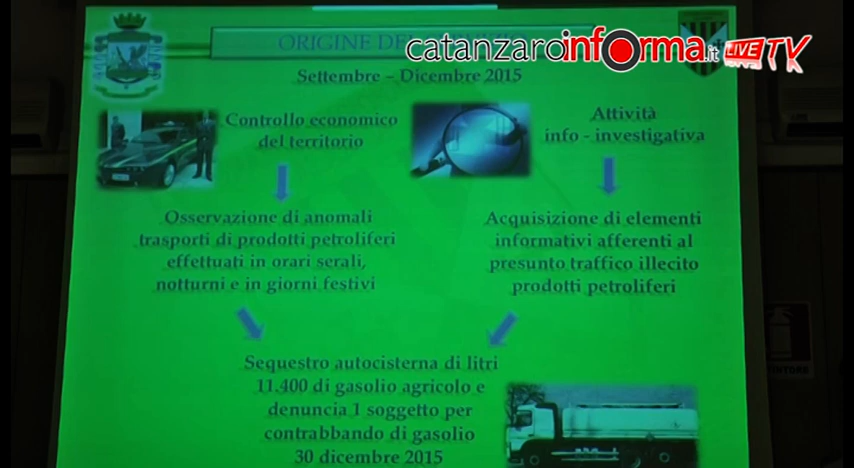 catanzaroinforma.it
LIVE TV
ORIGINE DEL
Settembre – Dicembre 2015
Controllo economico
del territorio
Attività
info - investigativa
Osservazione di anomali
trasporti di prodotti petroliferi
effettuati in orari serali,
notturni e in giorni festivi
Acquisizione di elementi
informativi afferenti al
presunto traffico illecito
prodotti petroliferi
Sequestro autocisterna di litri
11.400 di gasolio agricolo e
denuncia 1 soggetto per
contrabbando di gasolio
30 dicembre 2015